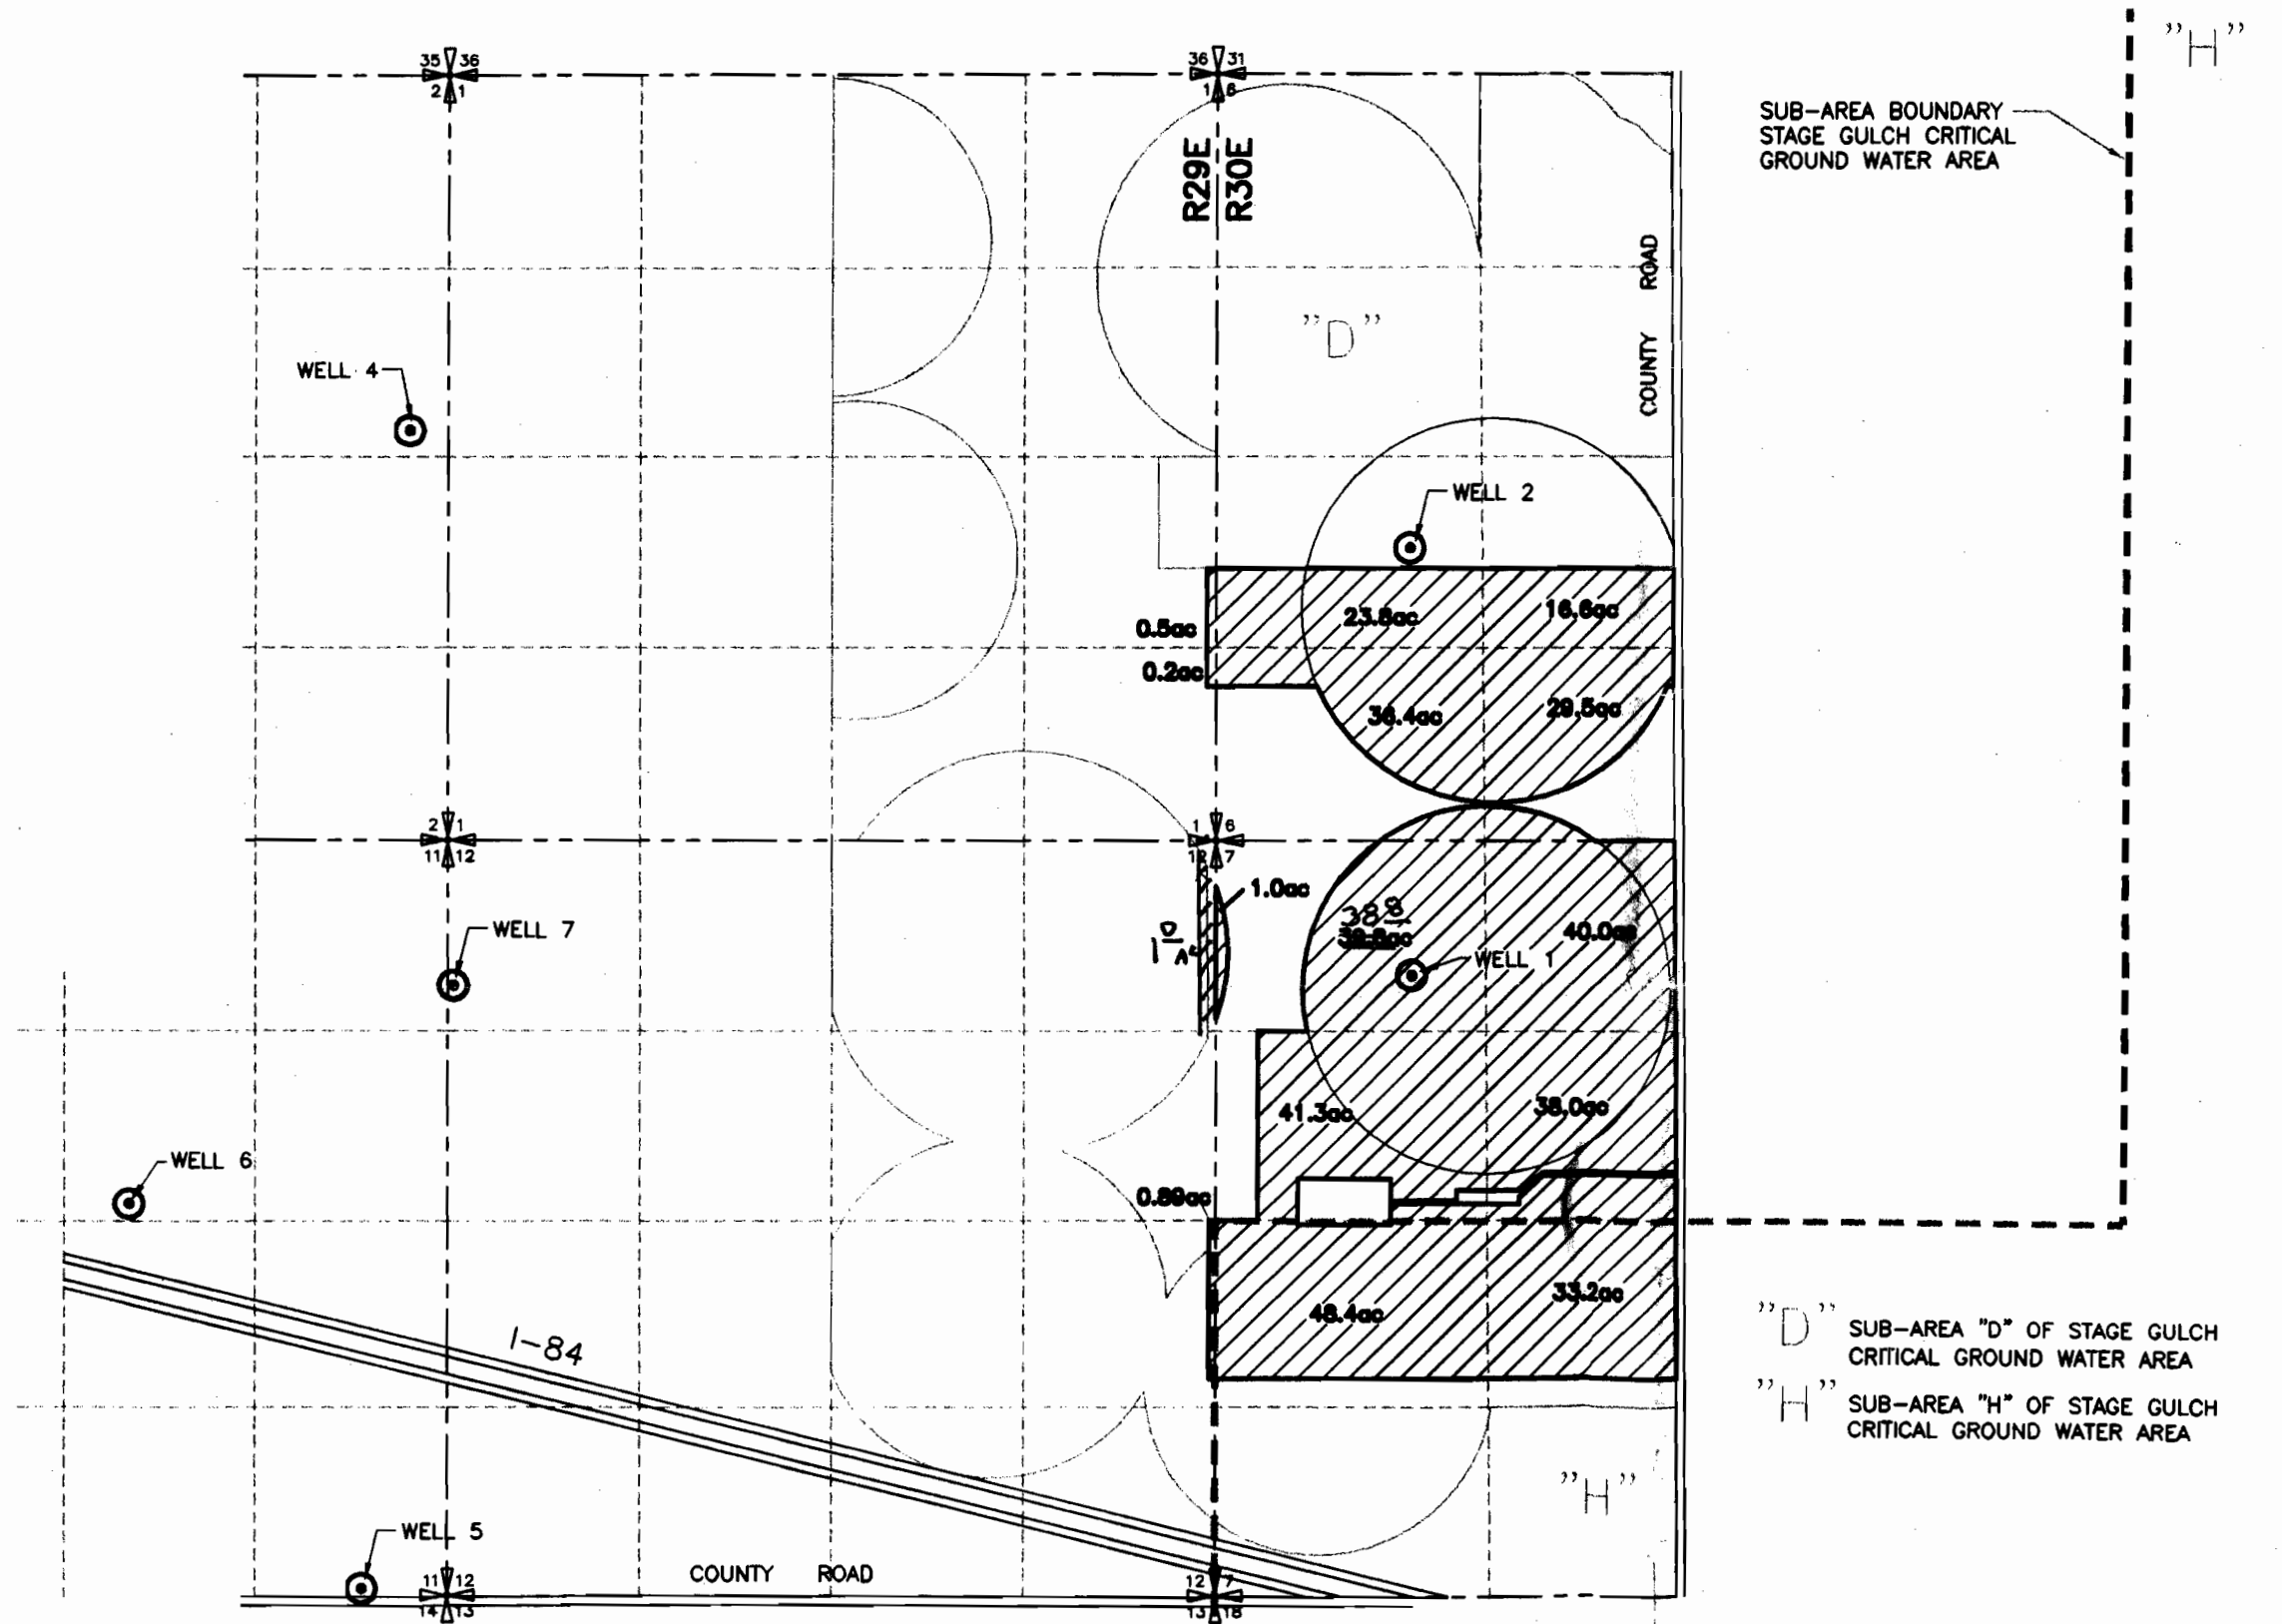 "H"
35 36
2 1
36 31
1 6
SUB-AREA BOUNDARY
STAGE GULCH CRITICAL
GROUND WATER AREA
R29E
R30E
COUNTY ROAD
"D"
WELL 4
WELL 2
23.8ac
16.6ac
0.5ac
0.2ac
36.4ac
29.5ac
2 1
11 12
1 6
12 7
1.0ac
38.8
40.0ac
WELL 7
WELL 1
41.3ac
38.0ac
WELL 6
0.89ac
33.2ac
48.4ac
"D" SUB-AREA "D" OF STAGE GULCH
CRITICAL GROUND WATER AREA
I-84
"H" SUB-AREA "H" OF STAGE GULCH
CRITICAL GROUND WATER AREA
"H"
WELL 5
COUNTY ROAD
11 12
14 13
12 7
13 18